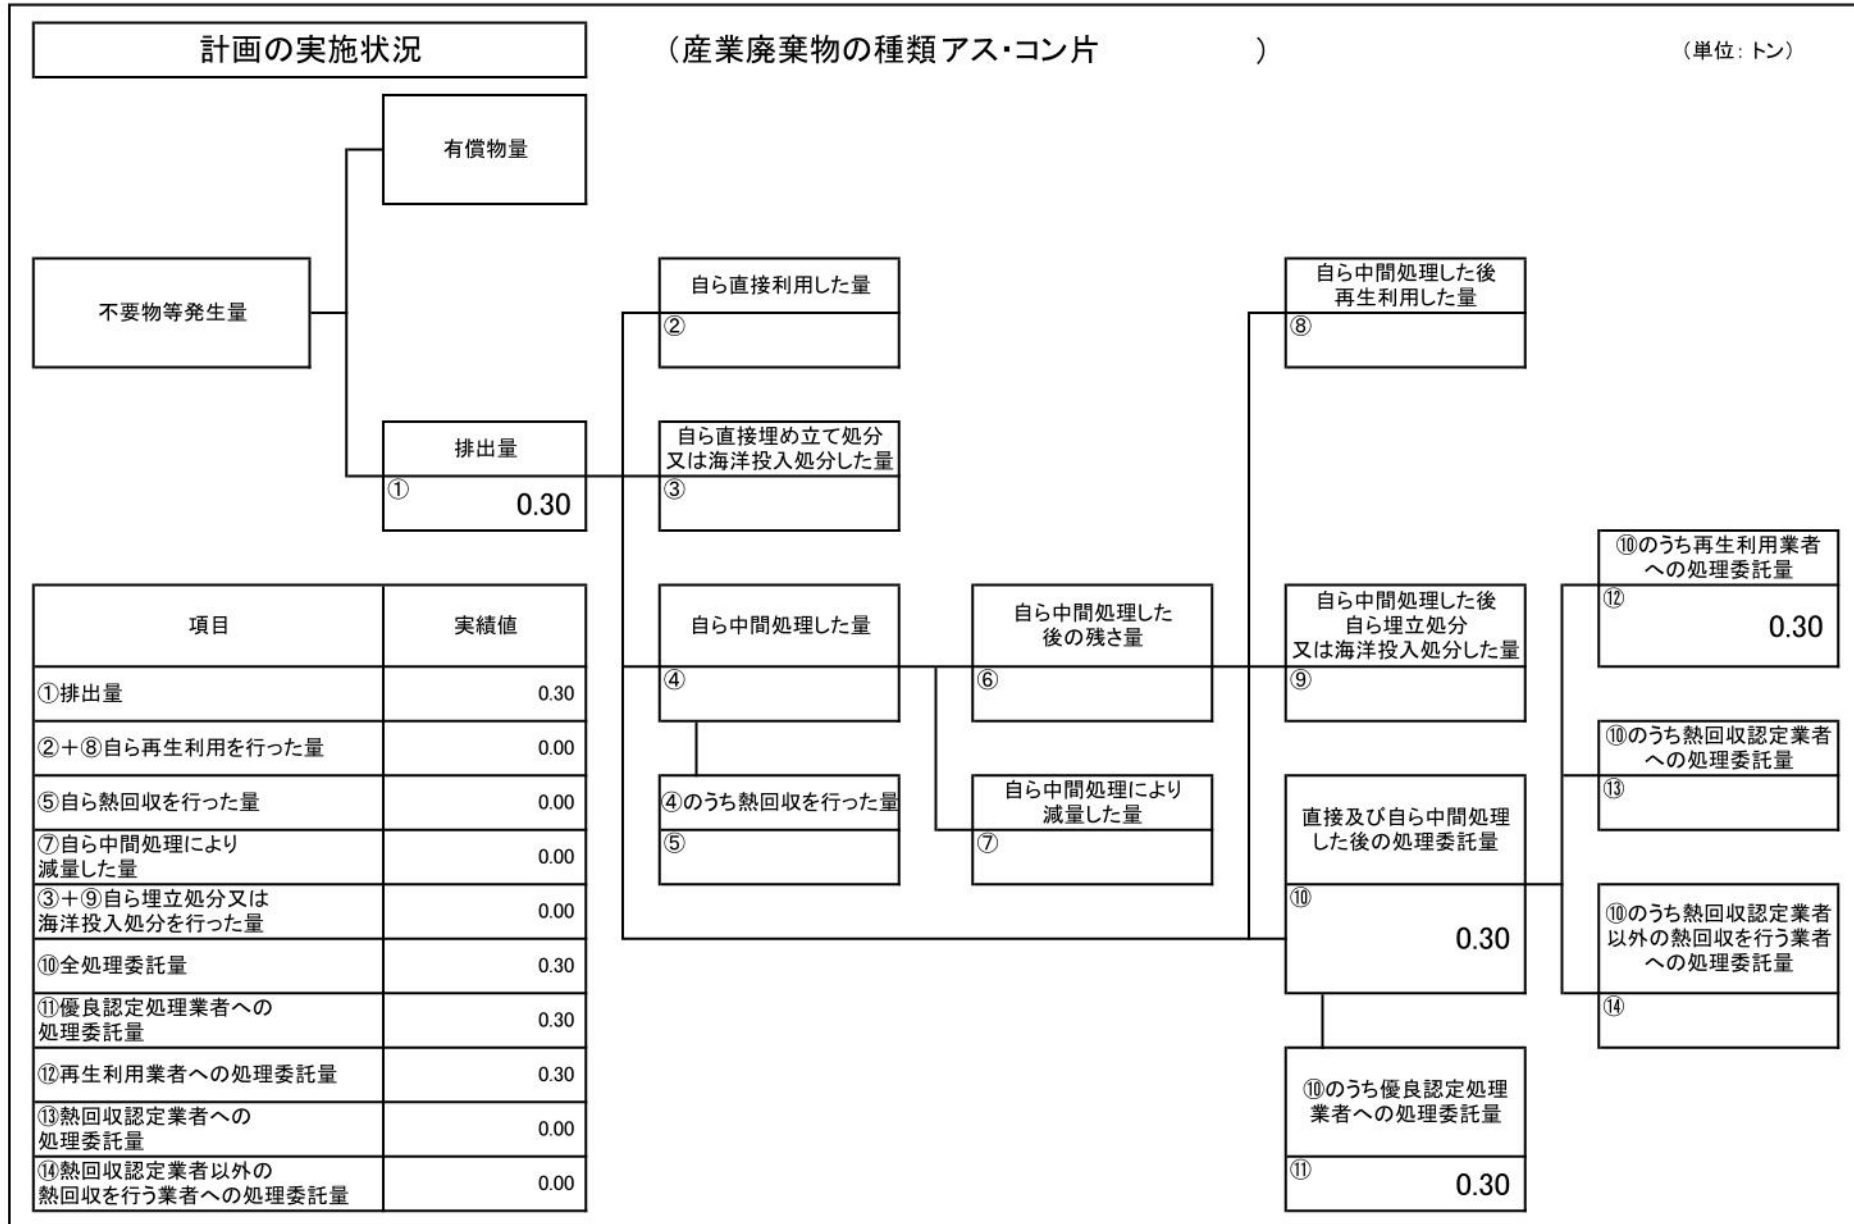 計画の実施状況
（産業廃棄物の種類アス・コン片　　　　　）
（単位：トン）
有償物量
不要物等発生量
自ら直接利用した量
②
自ら中間処理した後
再生利用した量
⑧
排出量
①
0.30
自ら直接埋め立て処分
又は海洋投入処分した量
③
⑩のうち再生利用業者
への処理委託量
⑫
0.30
自ら中間処理した量
④
自ら中間処理した
後の残さ量
⑥
自ら中間処理した後
自ら埋立処分
又は海洋投入処分した量
⑨
⑩のうち熱回収認定業者
への処理委託量
⑬
④のうち熱回収を行った量
⑤
自ら中間処理により
減量した量
⑦
直接及び自ら中間処理
した後の処理委託量
⑩
0.30
⑩のうち熱回収認定業者
以外の熱回収を行う業者
への処理委託量
⑭
⑩のうち優良認定処理
業者への処理委託量
⑪
0.30
項目 実績値
①排出量 0.30
②＋⑧自ら再生利用を行った量 0.00
⑤自ら熱回収を行った量 0.00
⑦自ら中間処理により
減量した量 0.00
③＋⑨自ら埋立処分又は
海洋投入処分を行った量 0.00
⑩全処理委託量 0.30
⑪優良認定処理業者への
処理委託量 0.30
⑫再生利用業者への処理委託量 0.30
⑬熱回収認定業者への
処理委託量 0.00
⑭熱回収認定業者以外の
熱回収を行う業者への処理委託量 0.00